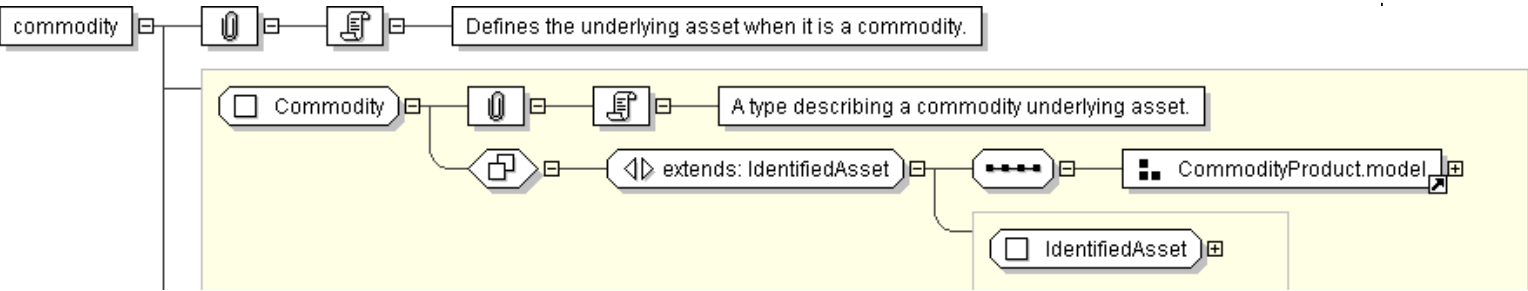 commodity
Defines the underlying asset when it is a commodity.
Commodity
A type describing a commodity underlying asset.
extends: IdentifiedAsset
CommodityProduct.model
IdentifiedAsset